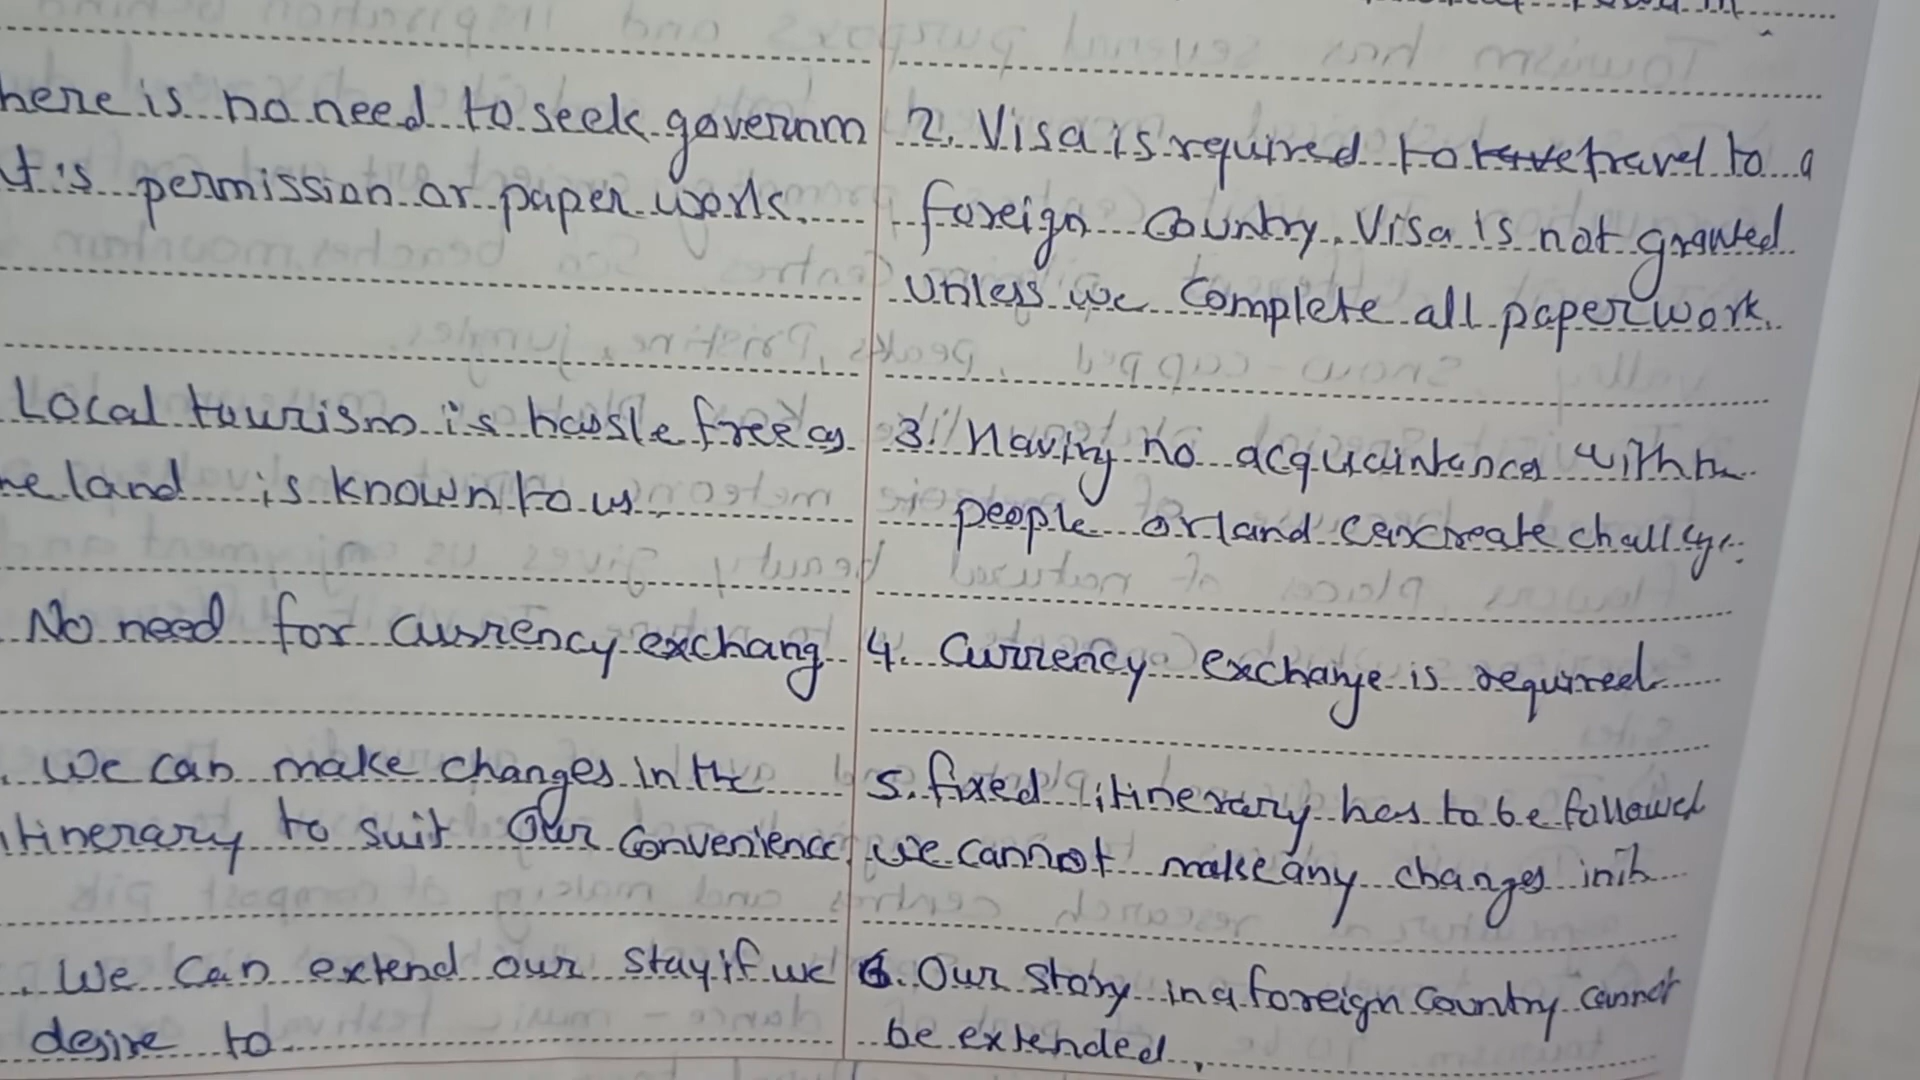 here is no need to seek governm
t's permission or paper work.
Local tourism is hassle free as
he land is known to us
No need for currency exchang
. We can make changes in the
itinerary to suit our convenience.
. We can extend our stay if we
desire to
2. Visa is required to travel to a
foreign country. Visa is not granted
unless we complete all paperwork.
3. Having no acquaintances with
people or land can create
4. Currency exchange is required
5. fixed itinerary has to be followed
we cannot make any changes in it
6. Our stay in a foreign country cannot
be extended.